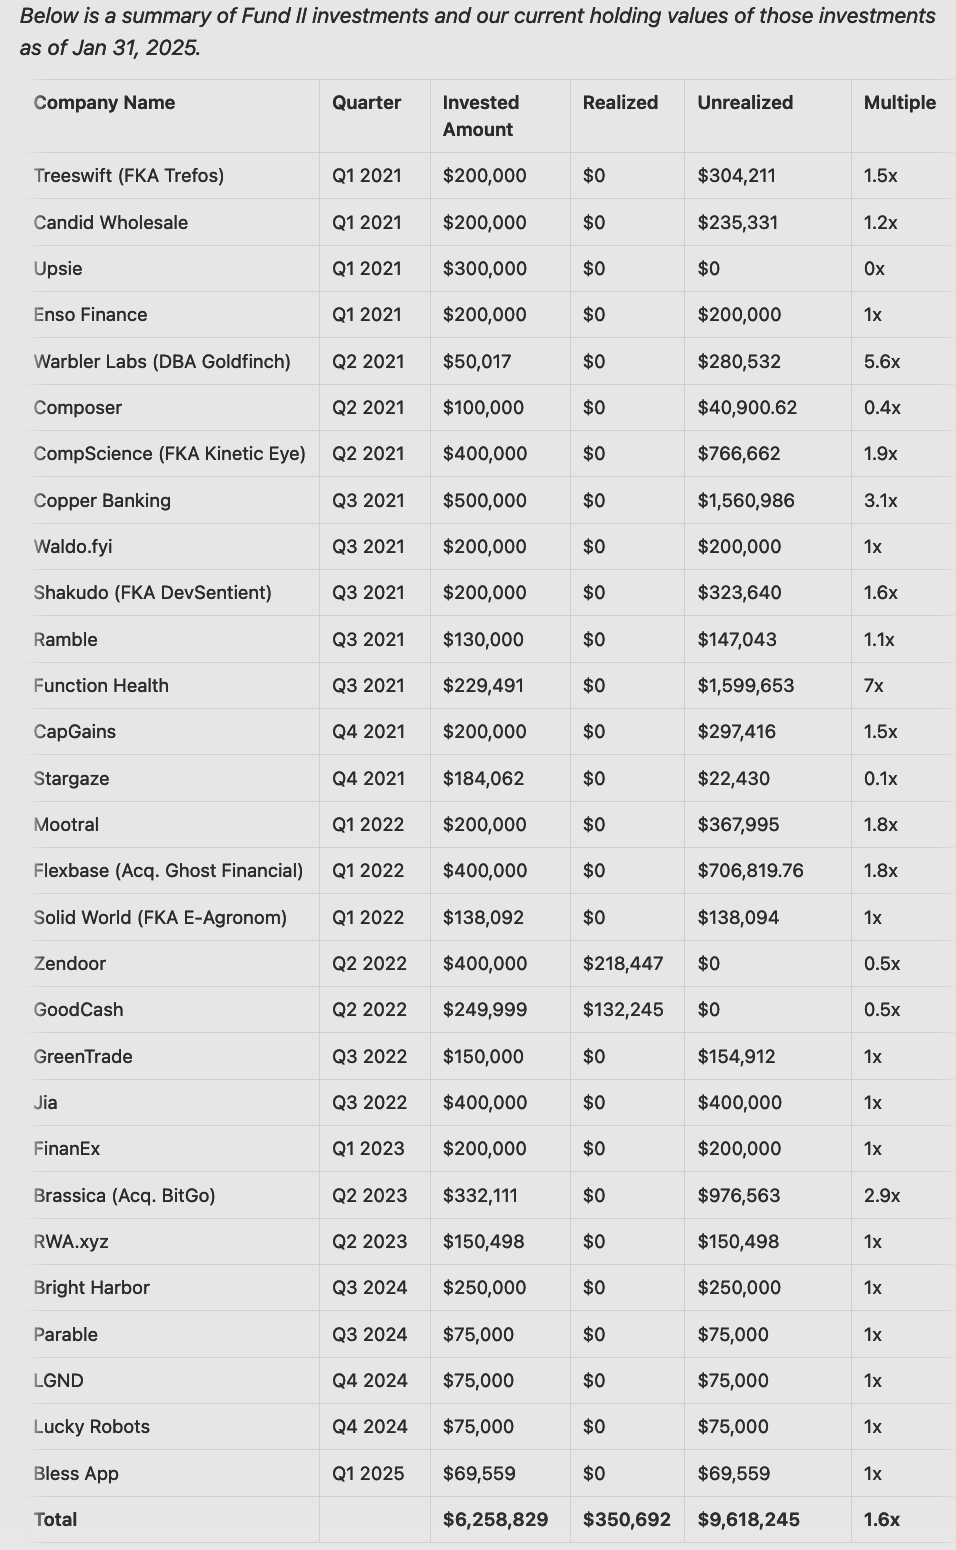 Below is a summary of Fund II investments and our current holding values of those investments
as of Jan 31, 2025.
Company Name Quarter Invested Amount Realized Unrealized Multiple
Treeswift (FKA Trefos) Q1 2021 $200,000 $0 $304,211 1.5x
Candid Wholesale Q1 2021 $200,000 $0 $235,331 1.2x
Upsie Q1 2021 $300,000 $0 $0 0x
Enso Finance Q1 2021 $200,000 $0 $200,000 1x
Warbler Labs (DBA Goldfinch) Q2 2021 $50,017 $0 $280,532 5.6x
Composer Q2 2021 $100,000 $0 $40,900.62 0.4x
CompScience (FKA Kinetic Eye) Q2 2021 $400,000 $0 $766,662 1.9x
Copper Banking Q3 2021 $500,000 $0 $1,560,986 3.1x
Waldo.fyi Q3 2021 $200,000 $0 $200,000 1x
Shakudo (FKA DevSentient) Q3 2021 $200,000 $0 $323,640 1.6x
Ramble Q3 2021 $130,000 $0 $147,043 1.1x
Function Health Q3 2021 $229,491 $0 $1,599,653 7x
CapGains Q4 2021 $200,000 $0 $297,416 1.5x
Stargaze Q4 2021 $184,062 $0 $22,430 0.1x
Mootral Q1 2022 $200,000 $0 $367,995 1.8x
Flexbase (Acq. Ghost Financial) Q1 2022 $400,000 $0 $706,819.76 1.8x
Solid World (FKA E-Agronom) Q1 2022 $138,092 $0 $138,094 1x
Zendoor Q2 2022 $400,000 $218,447 $0 0.5x
GoodCash Q2 2022 $249,999 $132,245 $0 0.5x
GreenTrade Q3 2022 $150,000 $0 $154,912 1x
Jia Q3 2022 $400,000 $0 $400,000 1x
FinanEx Q1 2023 $200,000 $0 $200,000 1x
Brassica (Acq. BitGo) Q2 2023 $332,111 $0 $976,563 2.9x
RWA.xyz Q2 2023 $150,498 $0 $150,498 1x
Bright Harbor Q3 2024 $250,000 $0 $250,000 1x
Parable Q3 2024 $75,000 $0 $75,000 1x
LGND Q4 2024 $75,000 $0 $75,000 1x
Lucky Robots Q4 2024 $75,000 $0 $75,000 1x
Bless App Q1 2025 $69,559 $0 $69,559 1x
Total $6,258,829 $350,692 $9,618,245 1.6x